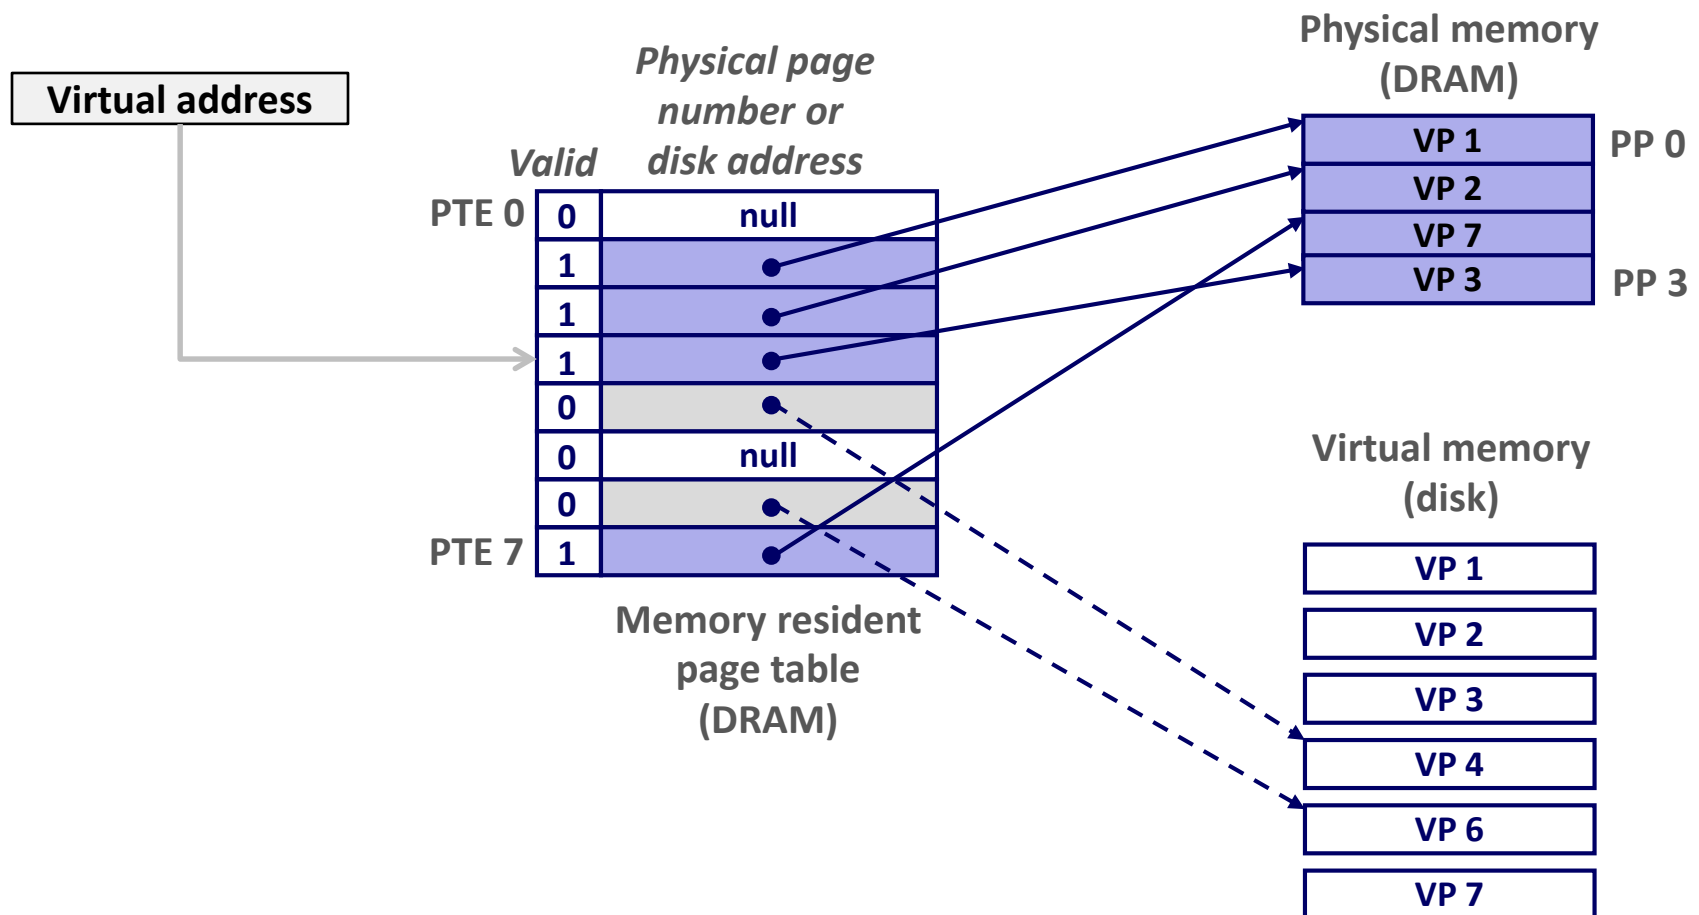 Virtual address
Physical page
number or
disk address
Valid
PTE 0
0
null
1
1
1
0
0
null
0
PTE 7
1
Memory resident
page table
(DRAM)
Physical memory
(DRAM)
VP 1
PP 0
VP 2
VP 7
VP 3
PP 3
Virtual memory
(disk)
VP 1
VP 2
VP 3
VP 4
VP 6
VP 7